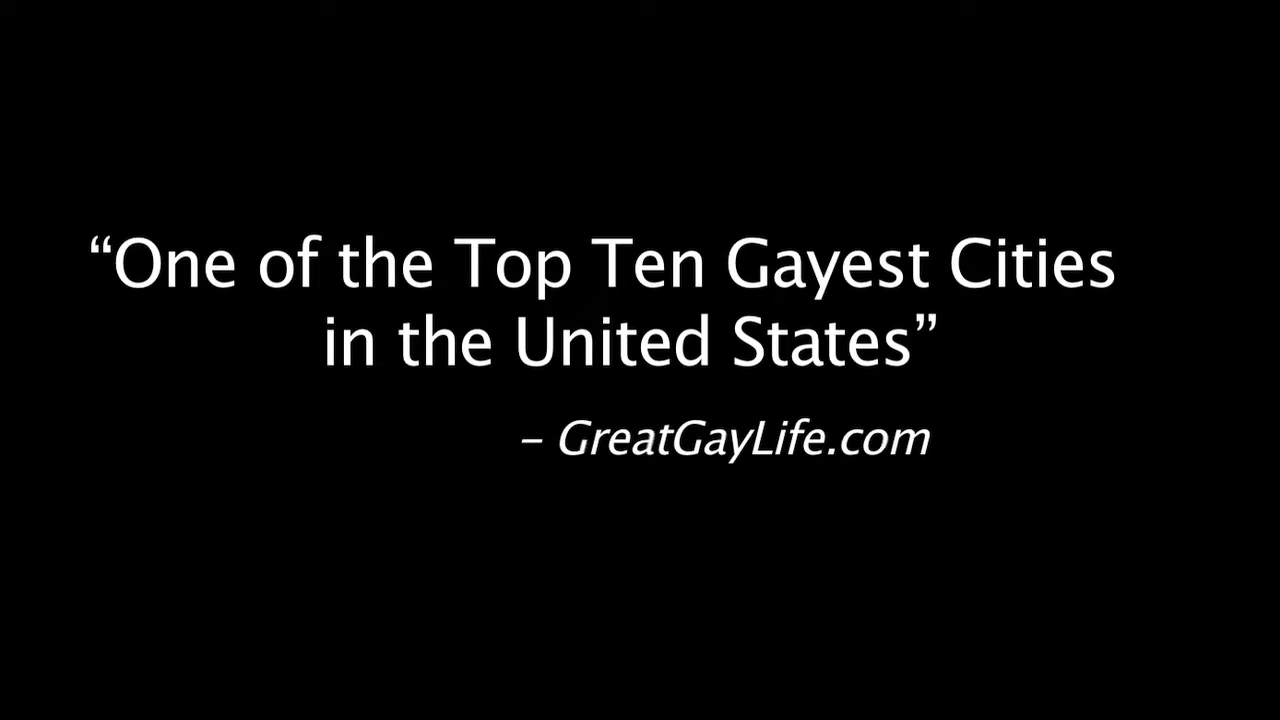 “One of the Top Ten Gayest Cities
in the United States”
– GreatGayLife.com